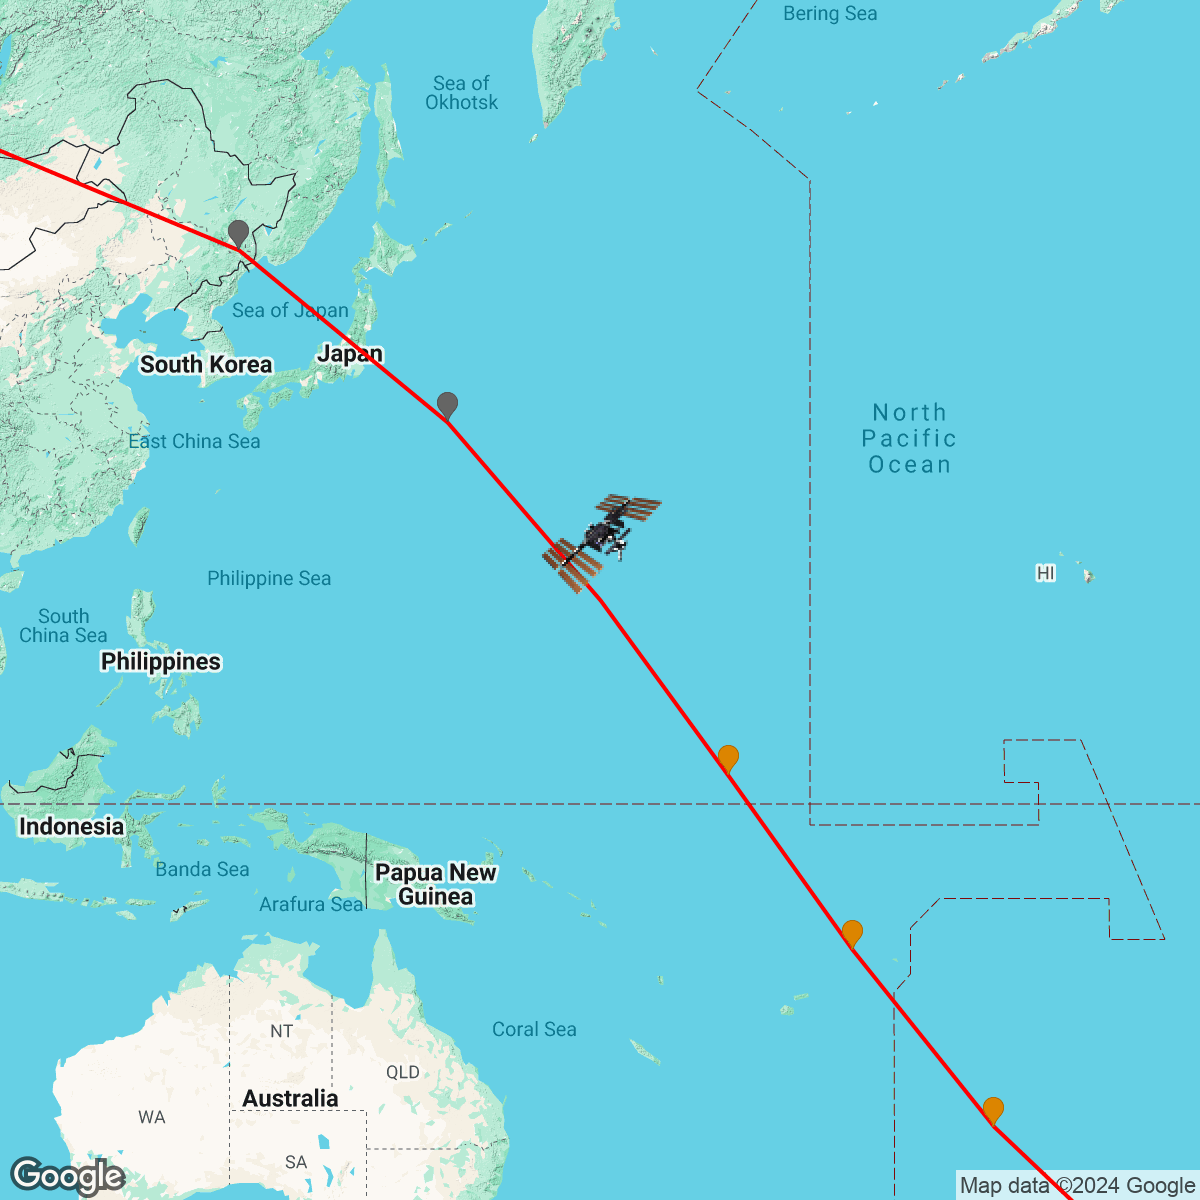 Bering Sea
Sea of
Okhotsk
Sea of Japan
Japan
South Korea
North
Pacific
Ocean
East China Sea
Philippine Sea
HI
South
China Sea
Philippines
Indonesia
Banda Sea
Papua New
Guinea
Arafura Sea
Coral Sea
NT
QLD
Australia
WA
SA
Google
Map data ©2024 Google